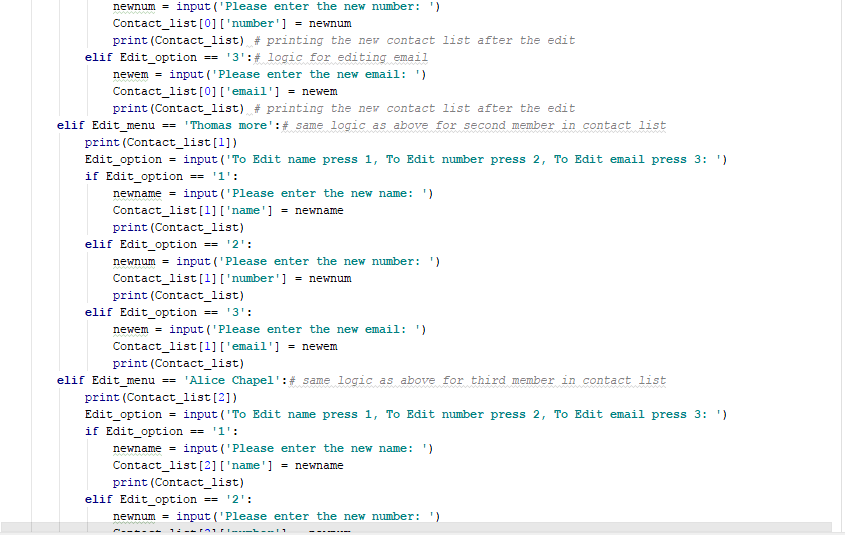 newnum = input('Please enter the new number: ')
Contact_list[0]['number'] = newnum
print(Contact_list) # printing the new contact list after the edit
elif Edit_option == '3':# logic for editing email
newem = input('Please enter the new email: ')
Contact_list[0]['email'] = newem
print(Contact_list) # printing the new contact list after the edit
elif Edit_menu == 'Thomas more':# same logic as above for second member in contact list
print(Contact_list[1])
Edit_option = input('To Edit name press 1, To Edit number press 2, To Edit email press 3: ')
if Edit_option == '1':
newname = input('Please enter the new name: ')
Contact_list[1]['name'] = newname
print(Contact_list)
elif Edit_option == '2':
newnum = input('Please enter the new number: ')
Contact_list[1]['number'] = newnum
print(Contact_list)
elif Edit_option == '3':
newem = input('Please enter the new email: ')
Contact_list[1]['email'] = newem
print(Contact_list)
elif Edit_menu == 'Alice Chapel':# same logic as above for third member in contact list
print(Contact_list[2])
Edit_option = input('To Edit name press 1, To Edit number press 2, To Edit email press 3: ')
if Edit_option == '1':
newname = input('Please enter the new name: ')
Contact_list[2]['name'] = newname
print(Contact_list)
elif Edit_option == '2':
newnum = input('Please enter the new number: ')